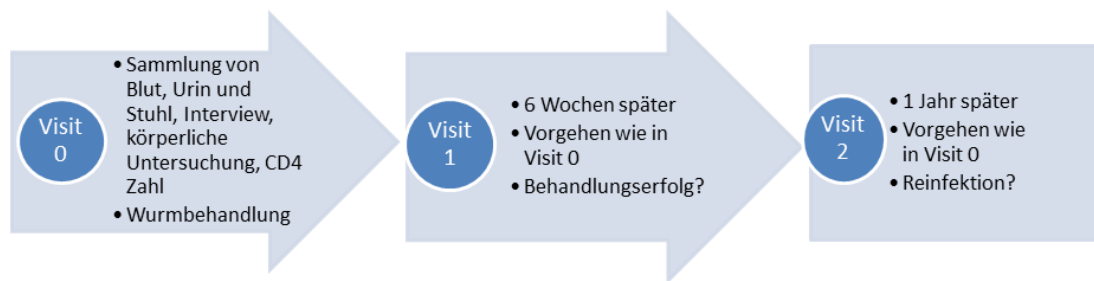 Visit
0
• Sammlung von
Blut, Urin und
Stuhl, Interview,
körperliche
Untersuchung, CD4
Zahl
• Wurmbehandlung
Visit
1
• 6 Wochen später
• Vorgehen wie in
Visit 0
• Behandlungserfolg?
Visit
2
• 1 Jahr später
• Vorgehen wie
in Visit 0
• Reinfektion?